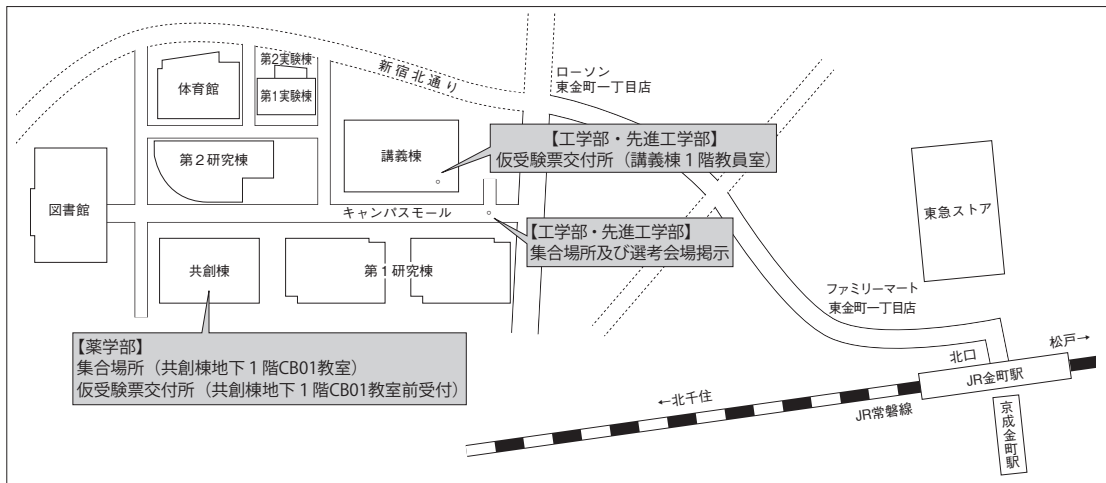 第2実験棟
体育館
第1実験棟
新宿北通り
ローソン
東金町一丁目店
講義棟
【工学部・先進工学部】
仮受験票交付所（講義棟１階教員室）
第２研究棟
図書館
キャンパスモール
東急ストア
【工学部・先進工学部】
集合場所及び選考会場掲示
共創棟
第１研究棟
ファミリーマート
東金町一丁目店
【薬学部】
集合場所（共創棟地下１階CB01教室）
仮受験票交付所（共創棟地下１階CB01教室前受付）
北口
松戸→
JR金町駅
←北千住
JR常磐線
京成金町駅